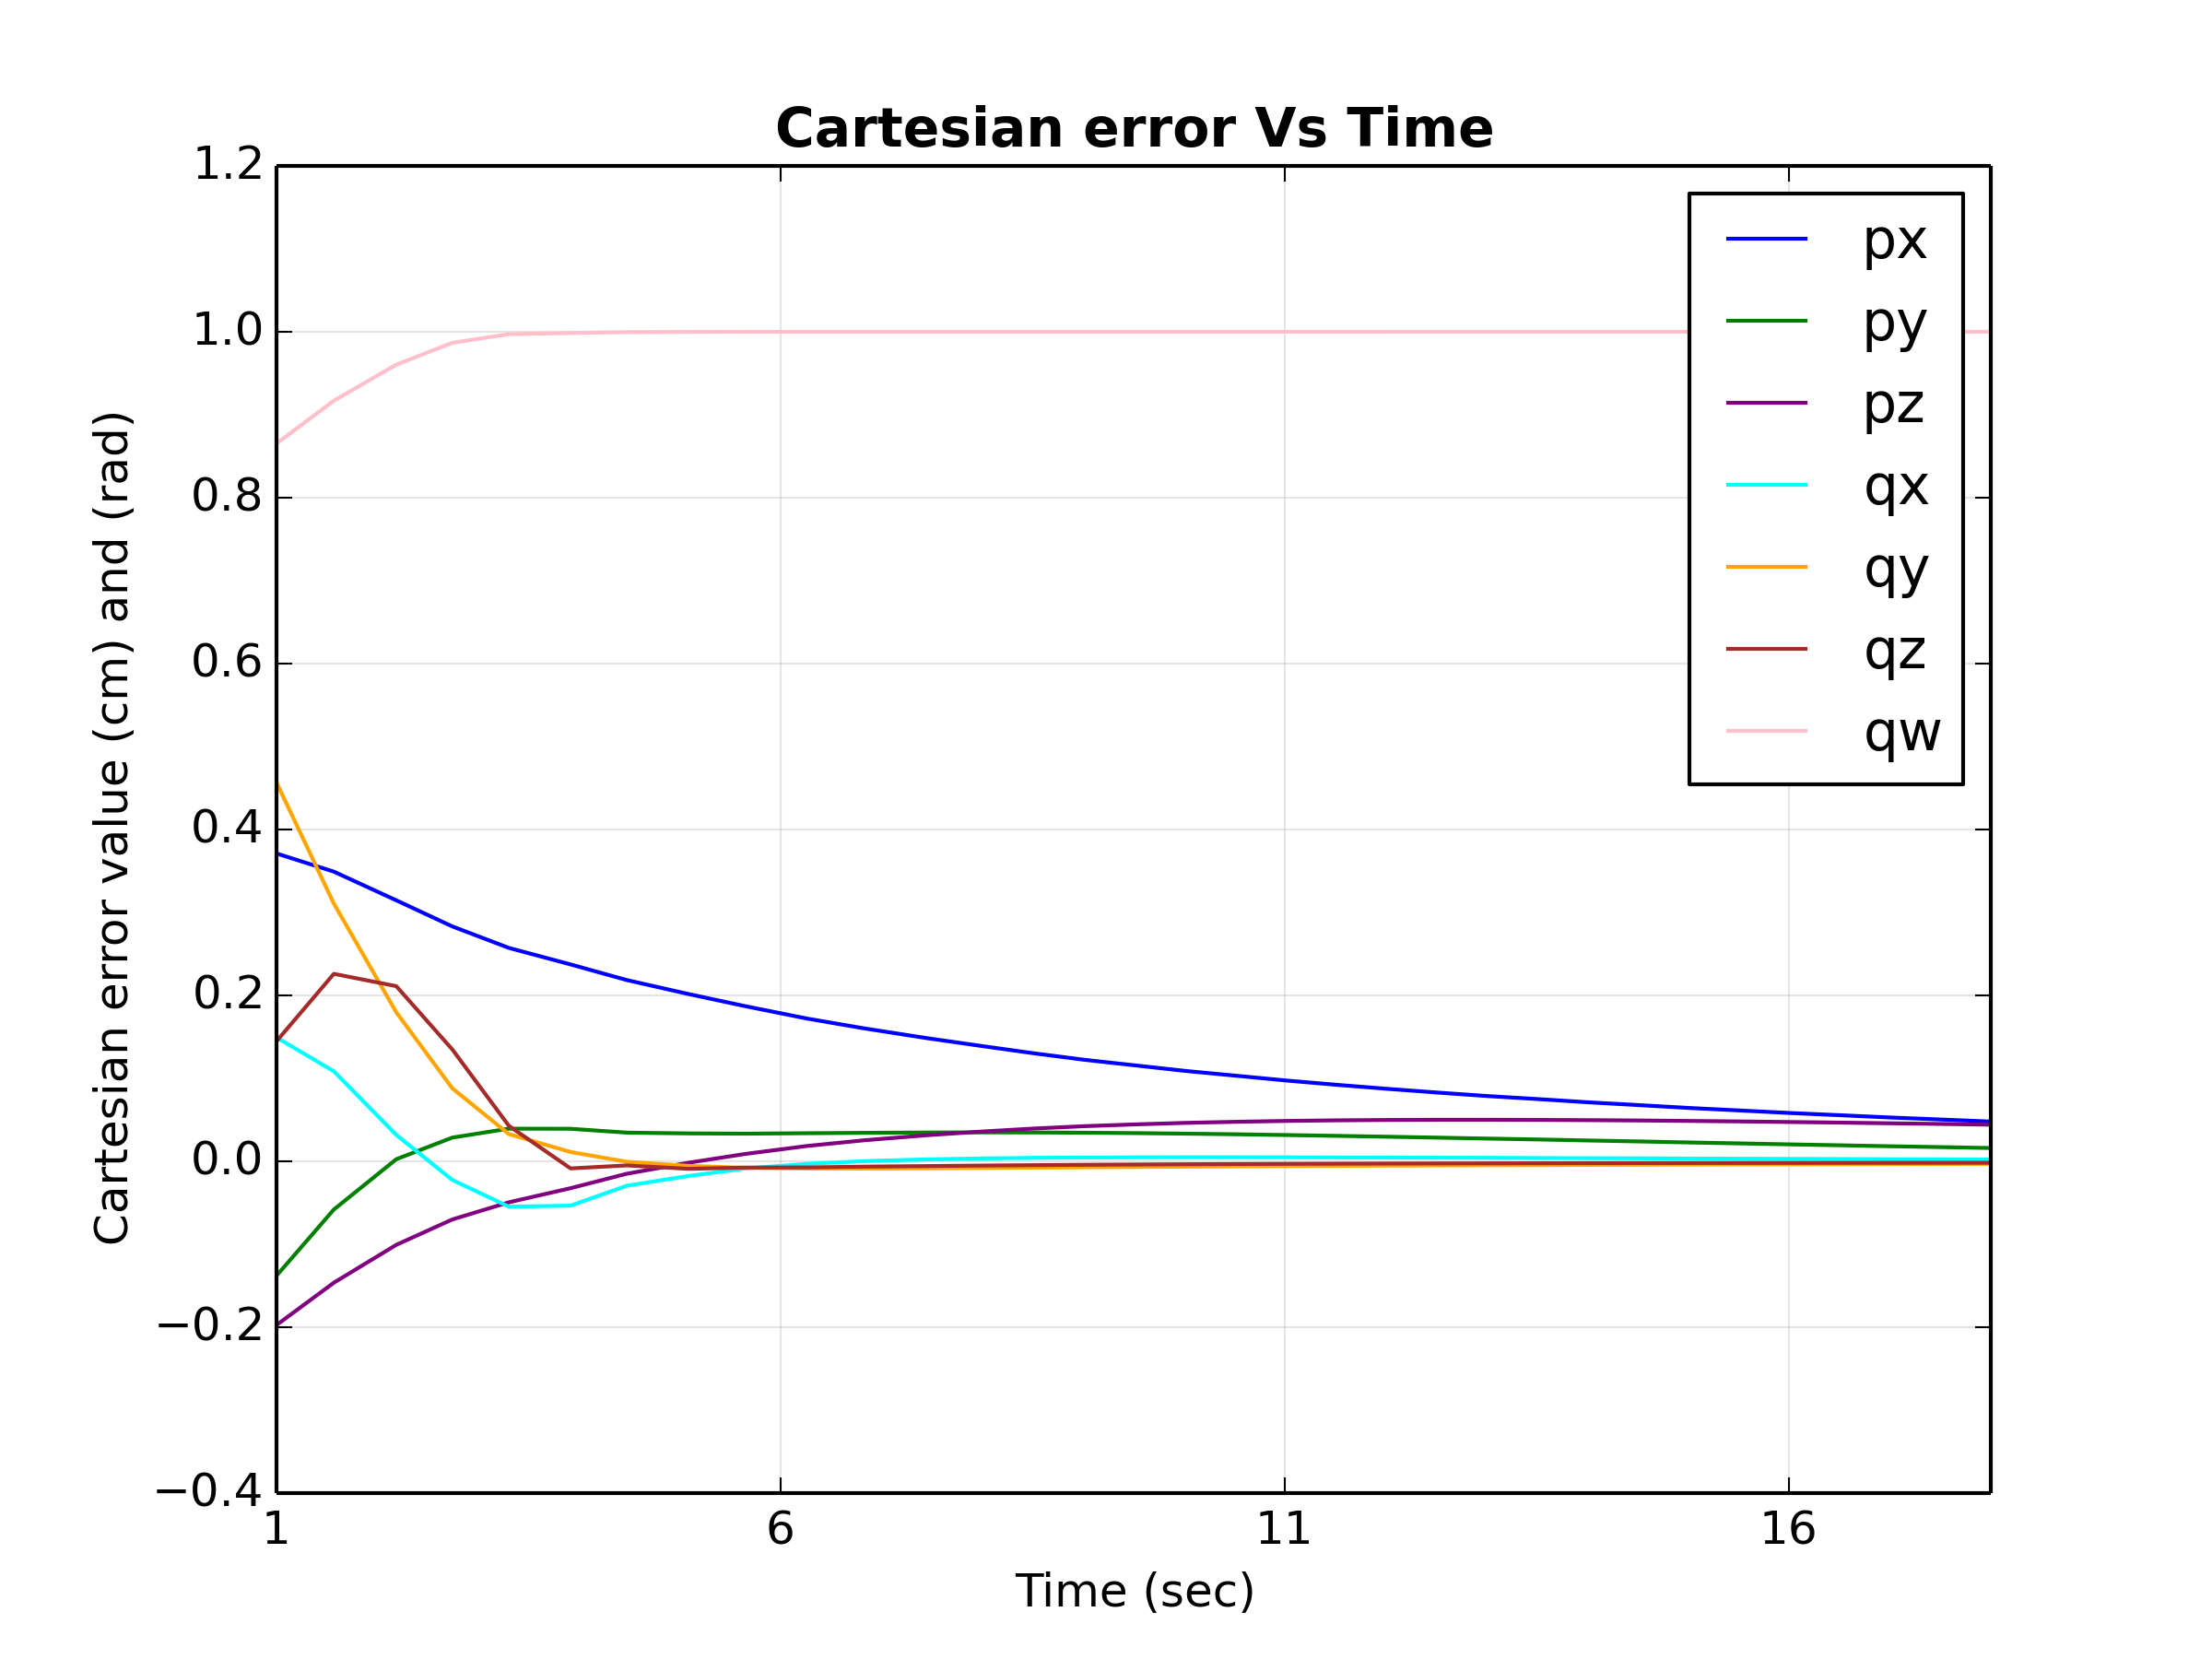 Cartesian error Vs Time
1.2
1.0
0.8
0.6
0.4
0.2
0.0
−0.2
−0.4
Cartesian error value (cm) and (rad)
px
py
pz
qx
qy
qz
qw
1 6 11 16
Time (sec)